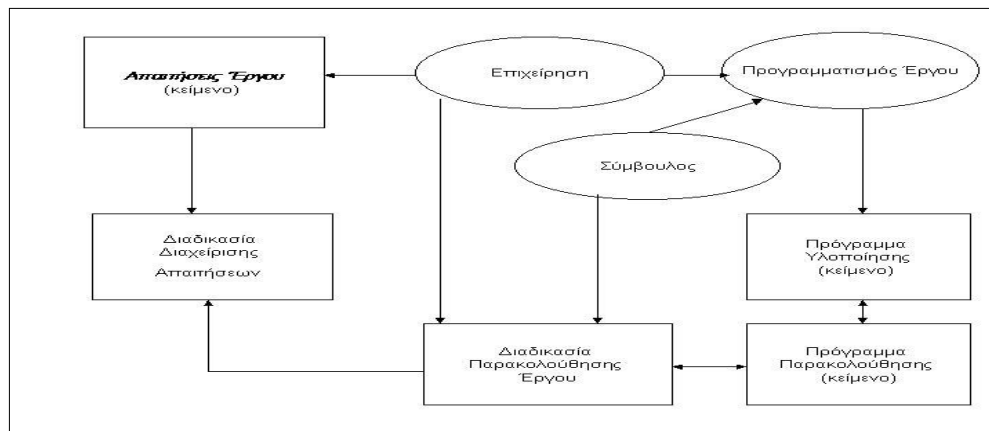 Απαιτήσεις Έργου
(κείμενο)
Επιχείρηση
Προγραμματισμός Έργου
Σύμβουλος
Διαδικασία
Διαχείρισης
Απαιτήσεων
Πρόγραμμα
Υλοποίησης
(κείμενο)
Διαδικασία
Παρακολούθησης
Έργου
Πρόγραμμα
Παρακολούθησης
(κείμενο)